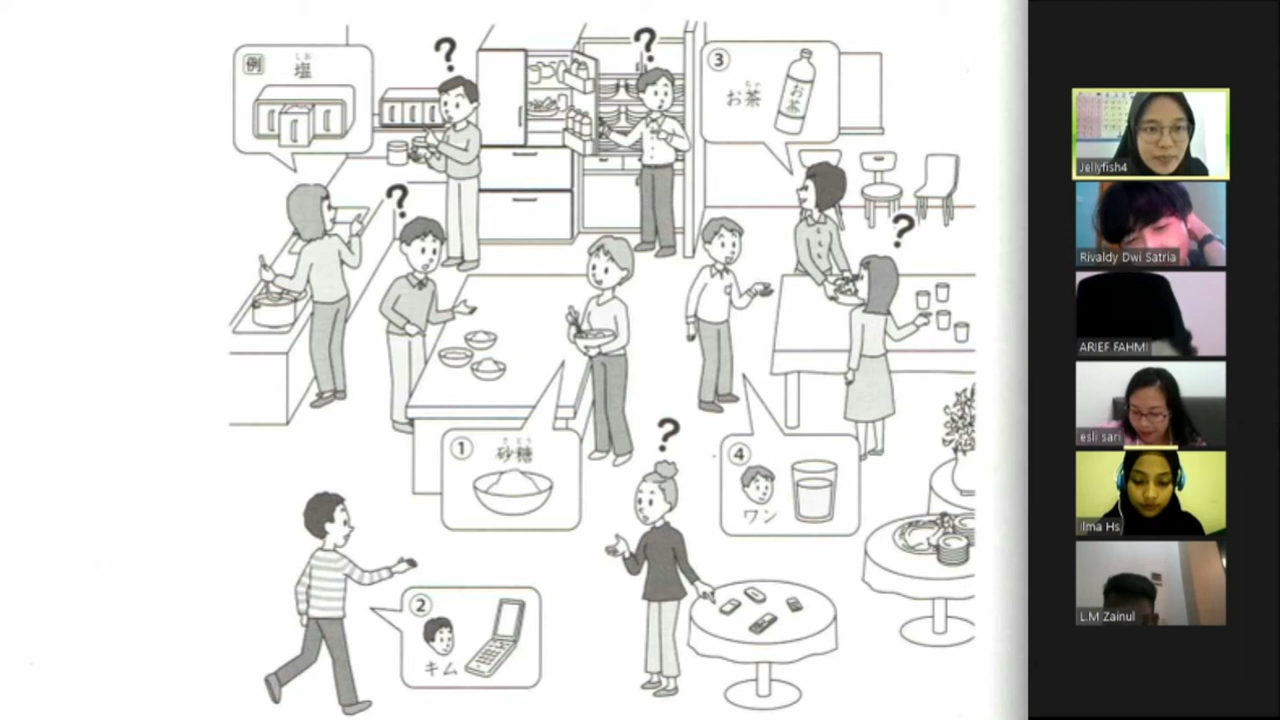 例
しお
塩
?
?
③
ちゃ
お茶
お茶
?
?
①
さとう
砂糖
?
④
ワン
②
キム
Jellyfish4
Rivaldy Dwi Satria
ARIEF FAHMI
esli sari
Ilma Hs
L.M Zainul